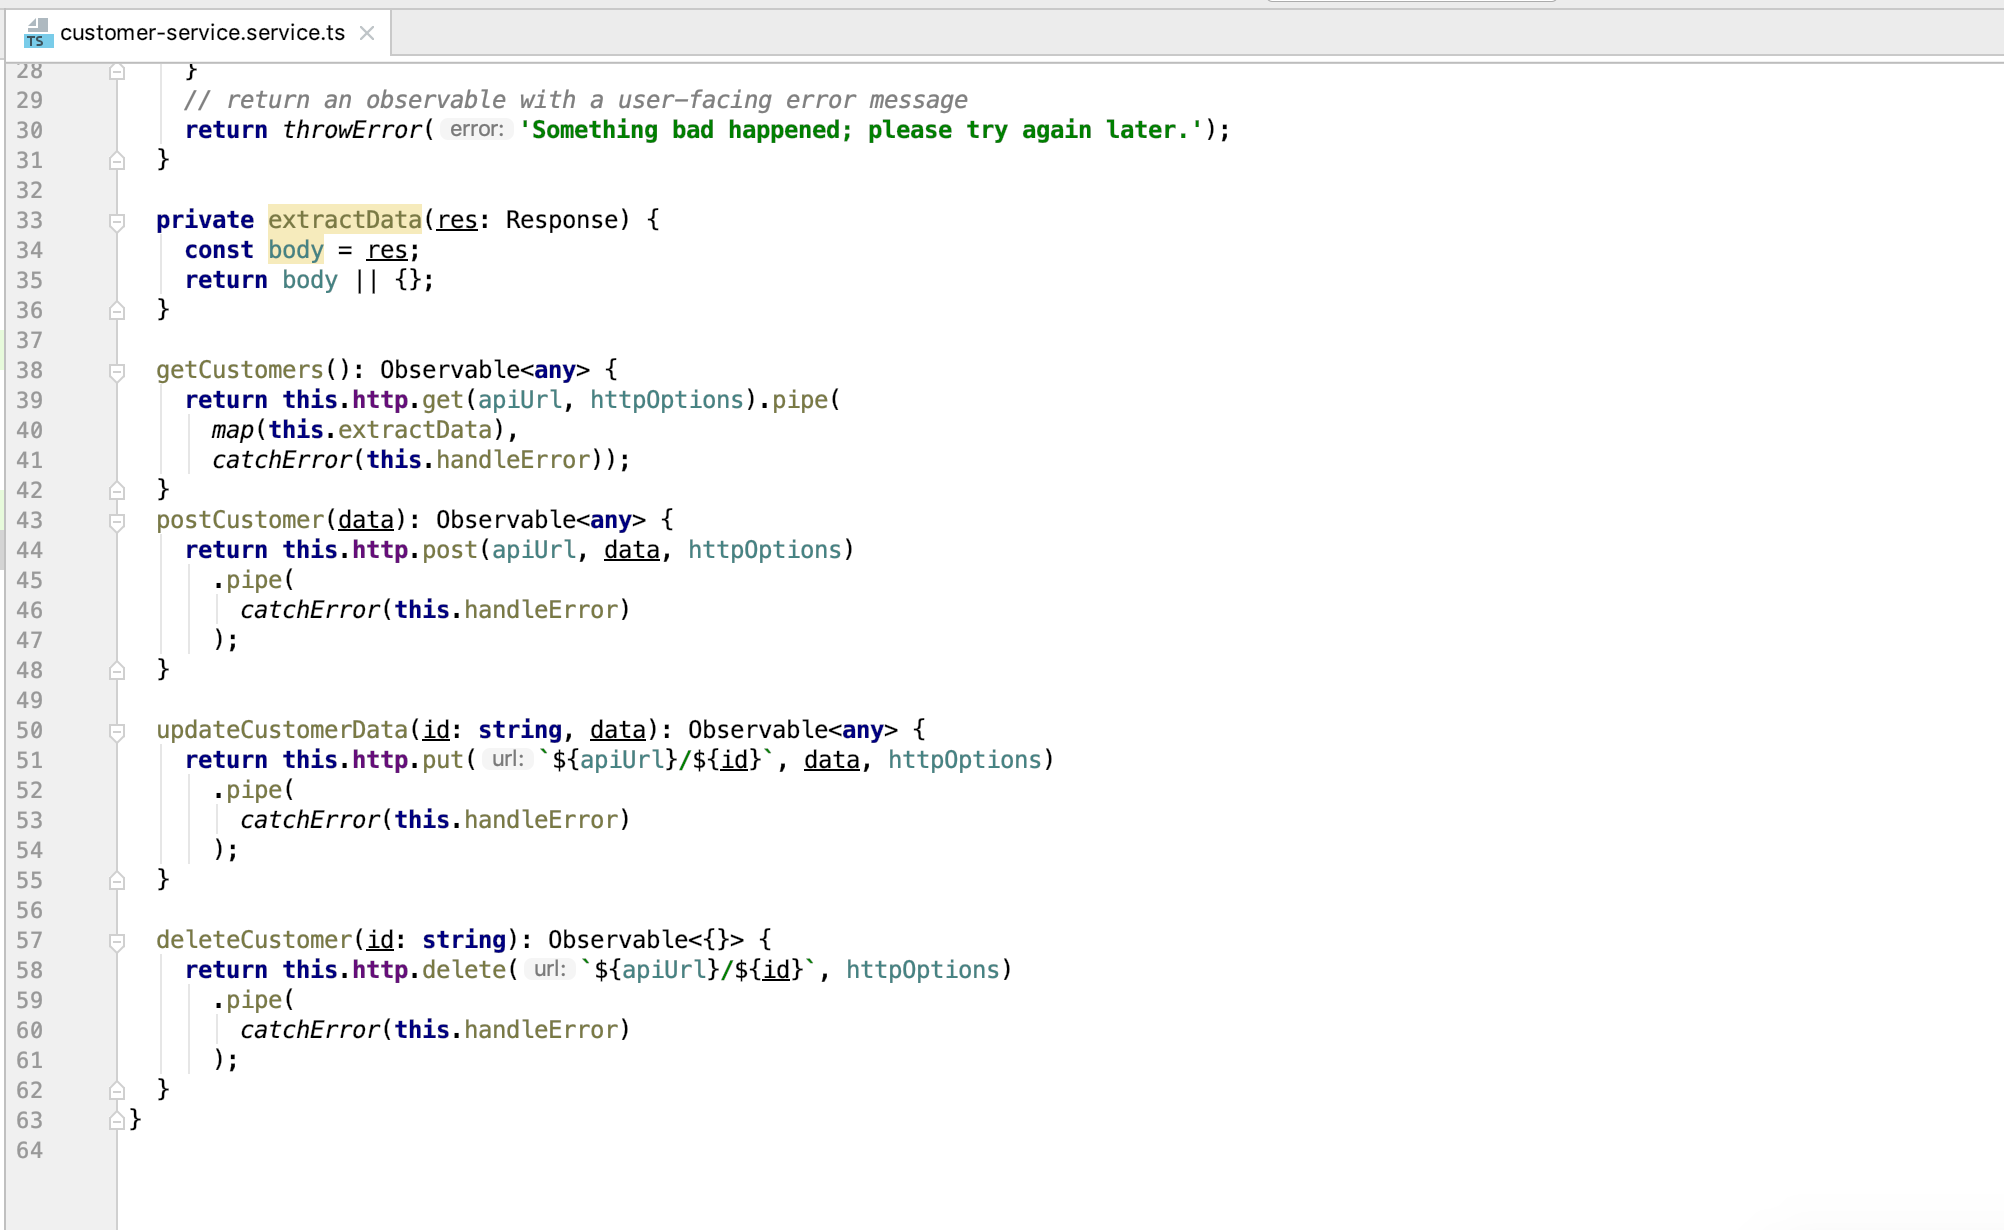 TS customer-service.service.ts
28 }
29 // return an observable with a user-facing error message
30 return throwError( error: 'Something bad happened; please try again later.');
31 }
32
33 private extractData(res: Response) {
34 const body = res;
35 return body || {};
36 }
37
38 getCustomers(): Observable<any> {
39 return this.http.get(apiUrl, httpOptions).pipe(
40 map(this.extractData),
41 catchError(this.handleError));
42 }
43 postCustomer(data): Observable<any> {
44 return this.http.post(apiUrl, data, httpOptions)
45 .pipe(
46 catchError(this.handleError)
47 );
48 }
49
50 updateCustomerData(id: string, data): Observable<any> {
51 return this.http.put( url: `${apiUrl}/${id}`, data, httpOptions)
52 .pipe(
53 catchError(this.handleError)
54 );
55 }
56
57 deleteCustomer(id: string): Observable<{}> {
58 return this.http.delete( url: `${apiUrl}/${id}`, httpOptions)
59 .pipe(
60 catchError(this.handleError)
61 );
62 }
63 }
64